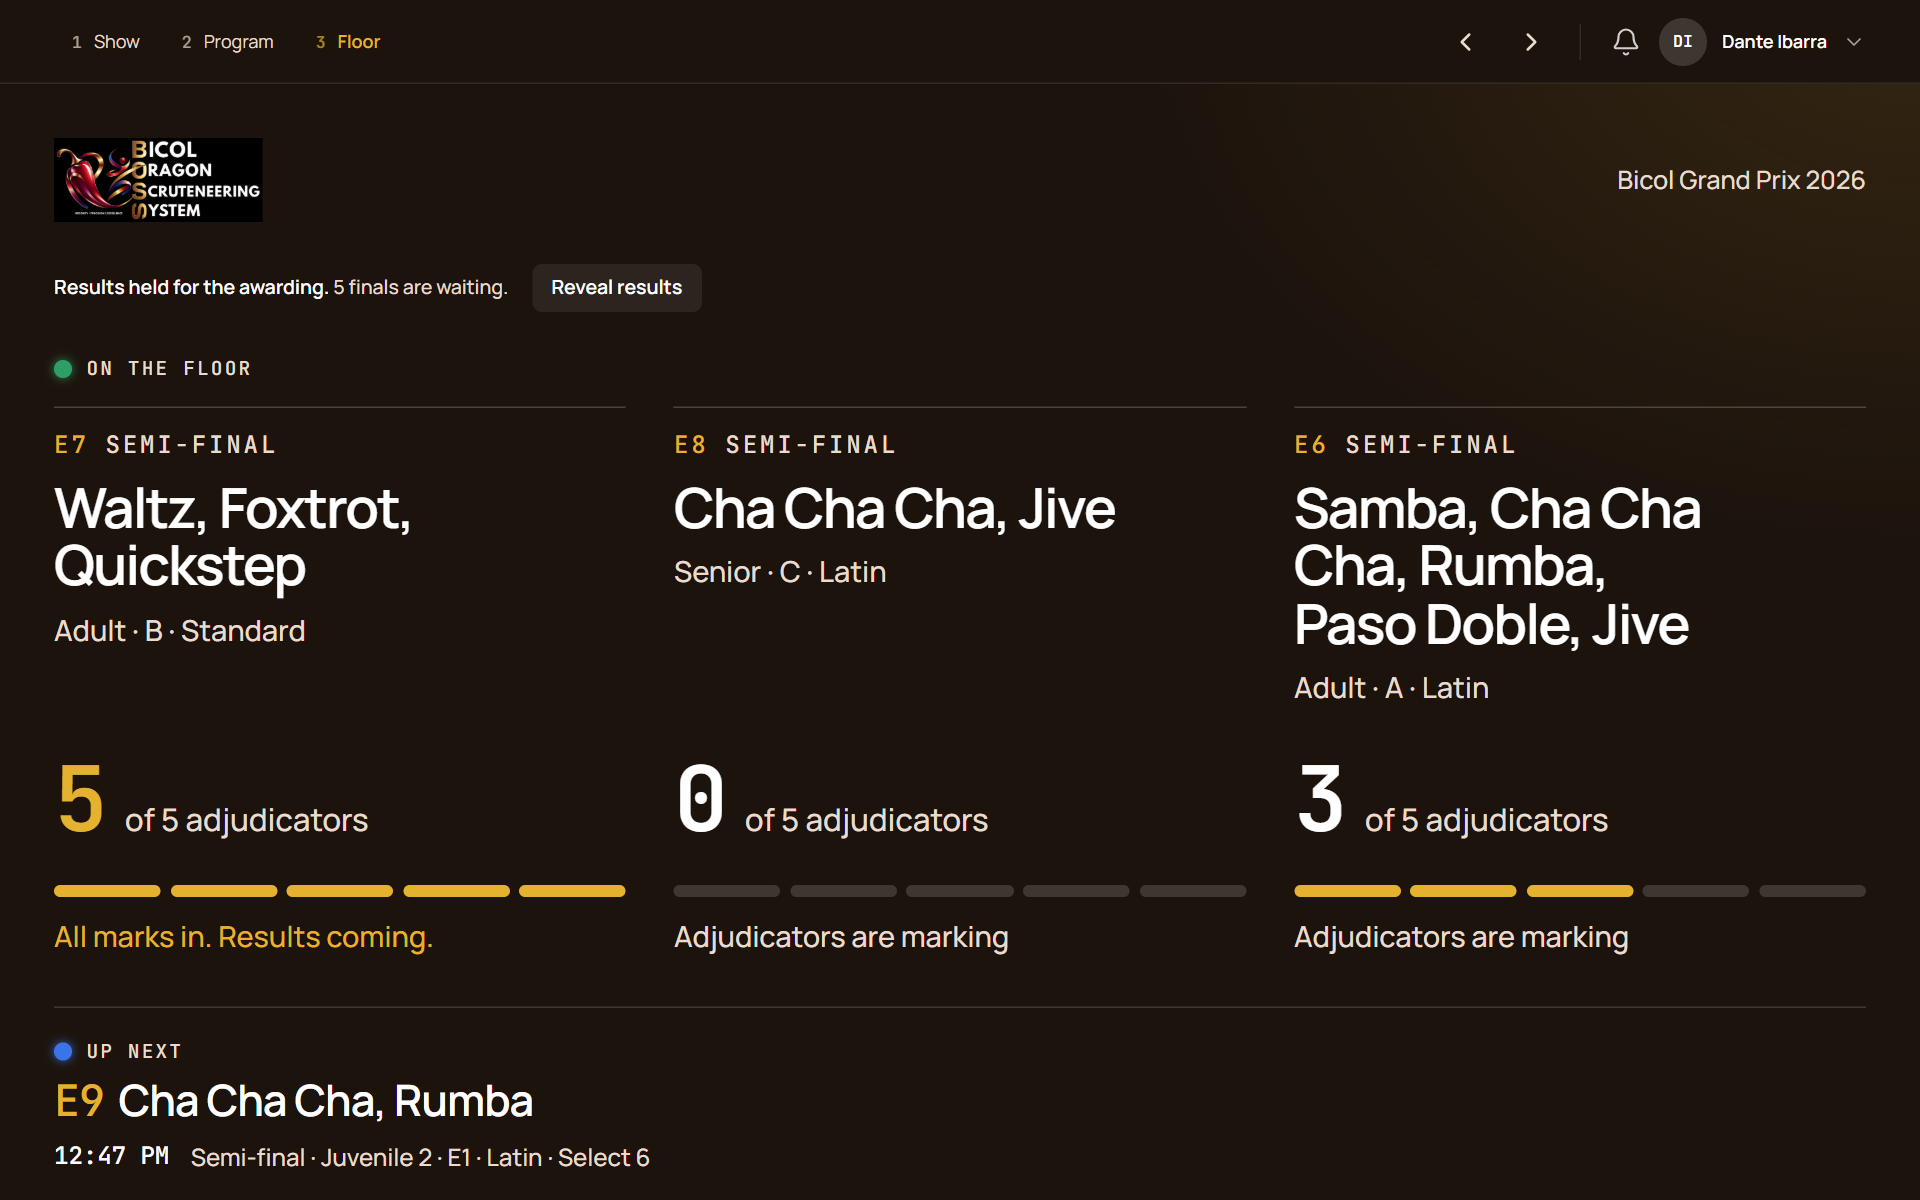 1 Show
2 Program
3 Floor
DI
Dante Ibarra
BICOL
DRAGON
SCRUTENEERING
SYSTEM
Bicol Grand Prix 2026
Results held for the awarding. 5 finals are waiting.
Reveal results
ON THE FLOOR
E7 SEMI-FINAL
Waltz, Foxtrot,
Quickstep
Adult · B · Standard
5 of 5 adjudicators
All marks in. Results coming.
E8 SEMI-FINAL
Cha Cha Cha, Jive
Senior · C · Latin
0 of 5 adjudicators
Adjudicators are marking
E6 SEMI-FINAL
Samba, Cha Cha
Cha, Rumba,
Paso Doble, Jive
Adult · A · Latin
3 of 5 adjudicators
Adjudicators are marking
UP NEXT
E9 Cha Cha Cha, Rumba
12:47 PM Semi-final · Juvenile 2 · E1 · Latin · Select 6